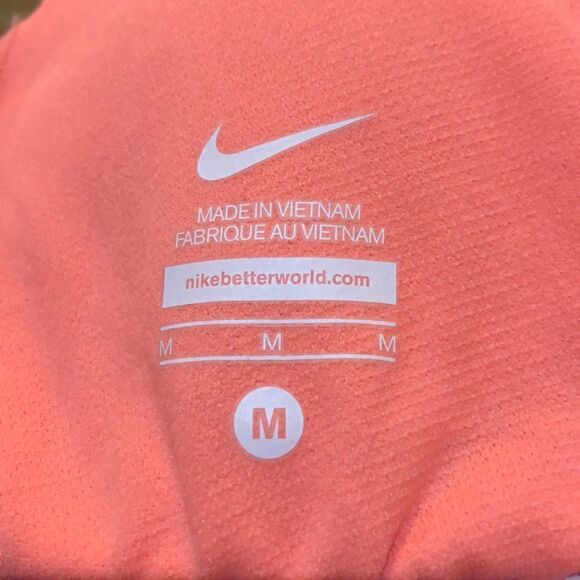 MADE IN VIETNAM
FABRIQUE AU VIETNAM
nikebetterworld.com
M M M
M